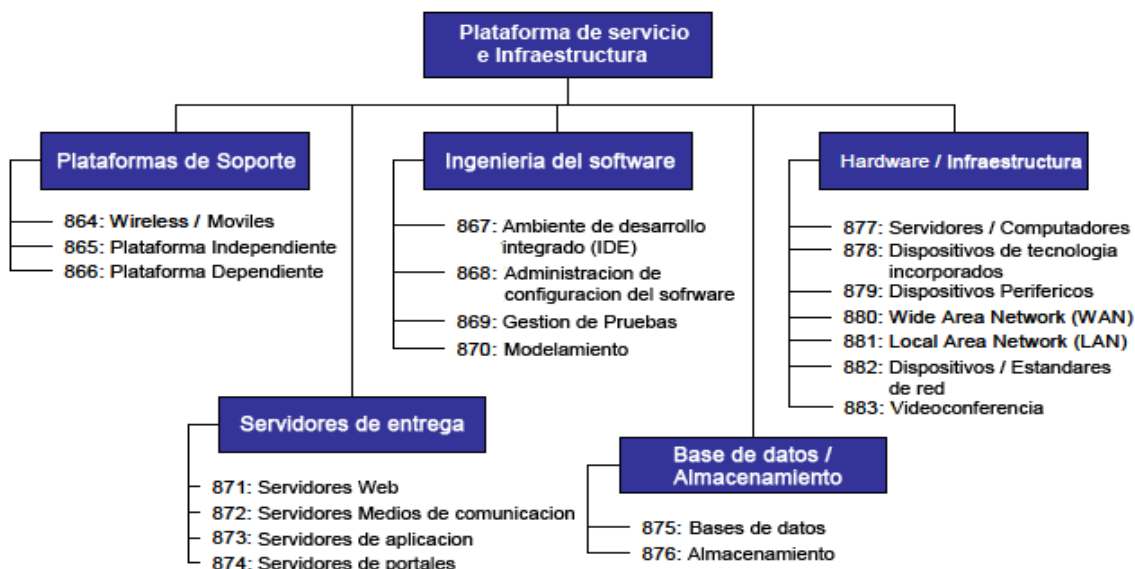 Plataforma de servicio
e Infraestructura
Plataformas de Soporte
864: Wireless / Moviles
865: Plataforma Independiente
866: Plataforma Dependiente
Ingenieria del software
867: Ambiente de desarrollo
integrado (IDE)
868: Administracion de
configuracion del sofrware
869: Gestion de Pruebas
870: Modelamiento
Hardware / Infraestructura
877: Servidores / Computadores
878: Dispositivos de tecnologia
incorporados
879: Dispositivos Perifericos
880: Wide Area Network (WAN)
881: Local Area Network (LAN)
882: Dispositivos / Estandares
de red
883: Videoconferencia
Servidores de entrega
871: Servidores Web
872: Servidores Medios de comunicacion
873: Servidores de aplicacion
874: Servidores de portales
Base de datos /
Almacenamiento
875: Bases de datos
876: Almacenamiento